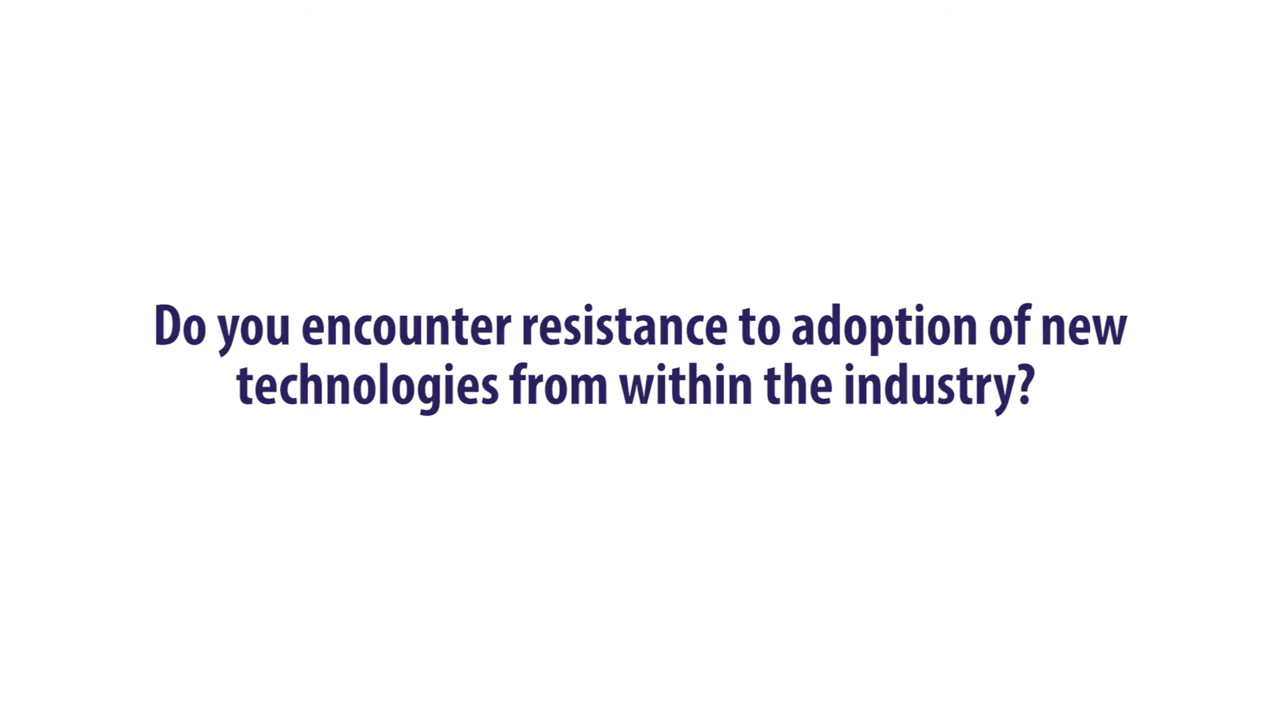 Do you encounter resistance to adoption of new
technologies from within the industry?